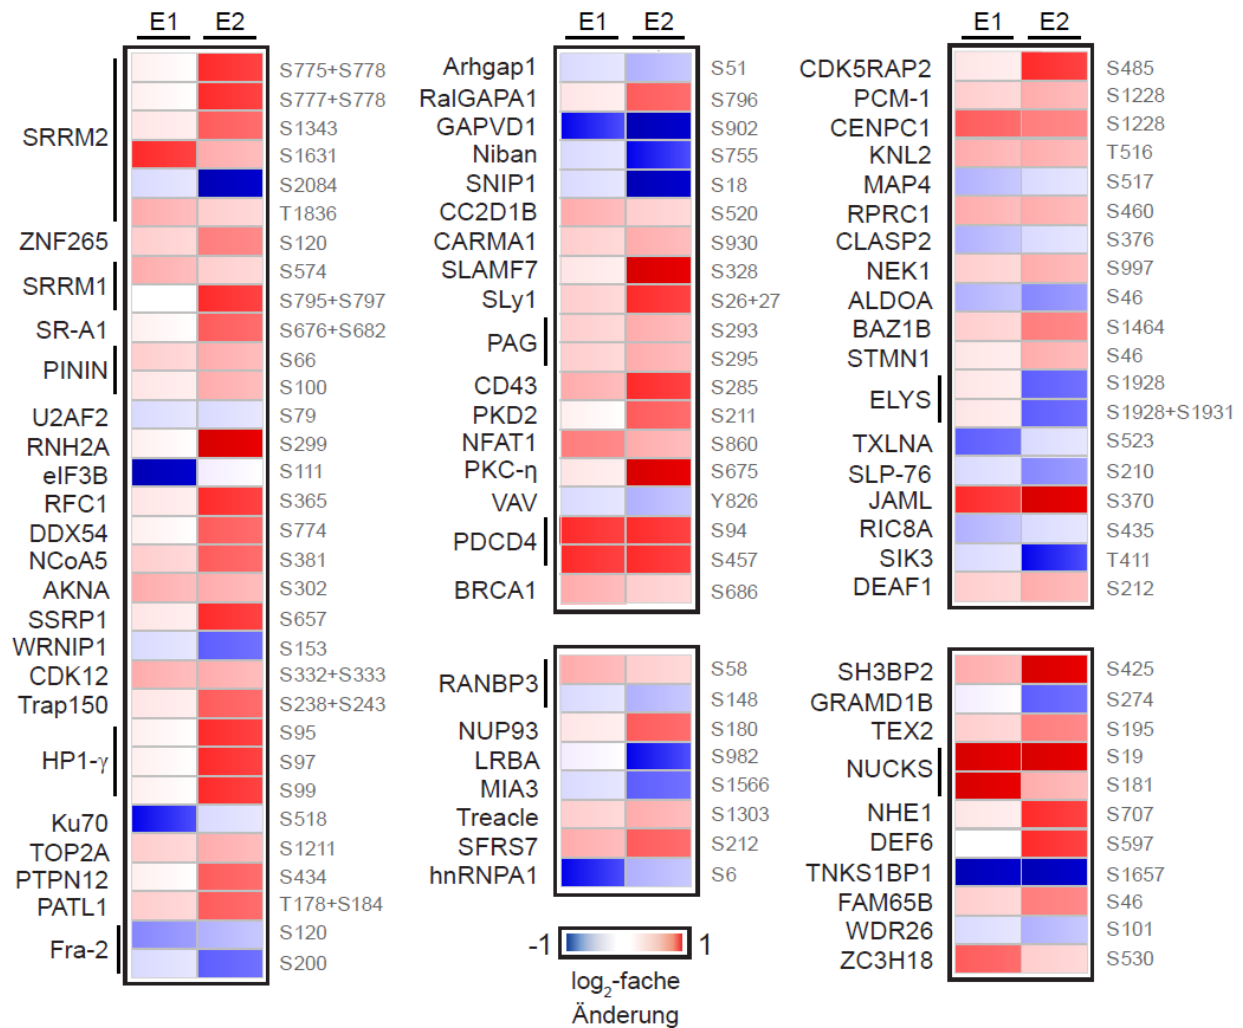 E1 E2
SRRM2
S775+S778
S777+S778
S1343
S1631
S2084
T1836
ZNF265 S120
SRRM1
S574
S795+S797
SR-A1 S676+S682
PININ
S66
S100
U2AF2 S79
RNH2A S299
eIF3B S111
RFC1 S365
DDX54 S774
NCoA5 S381
AKNA S302
SSRP1 S657
WRNIP1 S153
CDK12 S332+S333
Trap150 S238+S243
HP1-γ
S95
S97
S99
Ku70 S518
TOP2A S1211
PTPN12 S434
PATL1 T178+S184
Fra-2
S120
S200
E1 E2
Arhgap1 S51
RalGAPA1 S796
GAPVD1 S902
Niban S755
SNIP1 S18
CC2D1B S520
CARMA1 S930
SLAMF7 S328
SLy1 S26+27
PAG
S293
S295
CD43 S285
PKD2 S211
NFAT1 S860
PKC-η S675
VAV Y826
PDCD4
S94
S457
BRCA1 S686
RANBP3
S58
S148
NUP93 S180
LRBA S982
MIA3 S1566
Treacle S1303
SFRS7 S212
hnRNPA1 S6
-1 1
log2-fache
Änderung
E1 E2
CDK5RAP2 S485
PCM-1 S1228
CENPC1 S1228
KNL2 T516
MAP4 S517
RPRC1 S460
CLASP2 S376
NEK1 S997
ALDOA S46
BAZ1B S1464
STMN1 S46
ELYS
S1928
S1928+S1931
TXLNA S523
SLP-76 S210
JAML S370
RIC8A S435
SIK3 T411
DEAF1 S212
SH3BP2 S425
GRAMD1B S274
TEX2 S195
NUCKS
S19
S181
NHE1 S707
DEF6 S597
TNKS1BP1 S1657
FAM65B S46
WDR26 S101
ZC3H18 S530